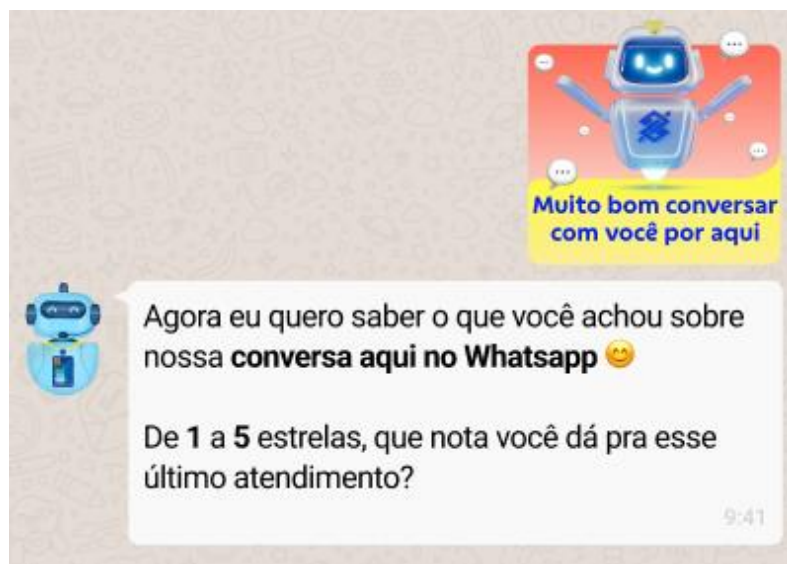 Muito bom conversar
com você por aqui
Agora eu quero saber o que você achou sobre
nossa conversa aqui no Whatsapp 😊
De 1 a 5 estrelas, que nota você dá pra esse
último atendimento?
9:41